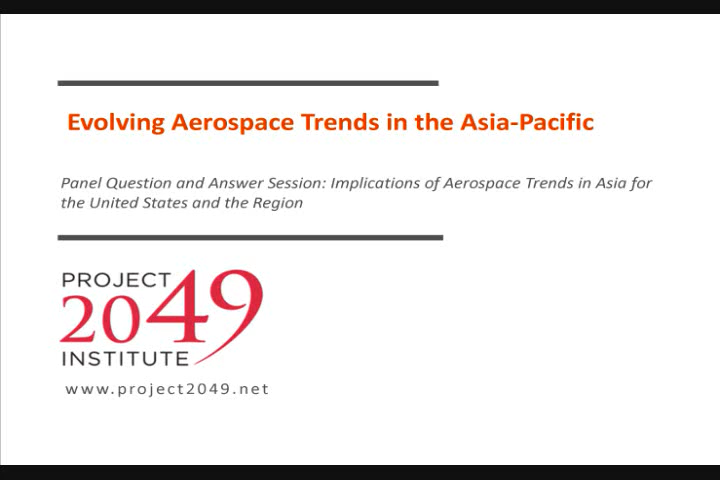 Evolving Aerospace Trends in the Asia-Pacific
Panel Question and Answer Session: Implications of Aerospace Trends in Asia for
the United States and the Region
PROJECT
2049
INSTITUTE
www.project2049.net